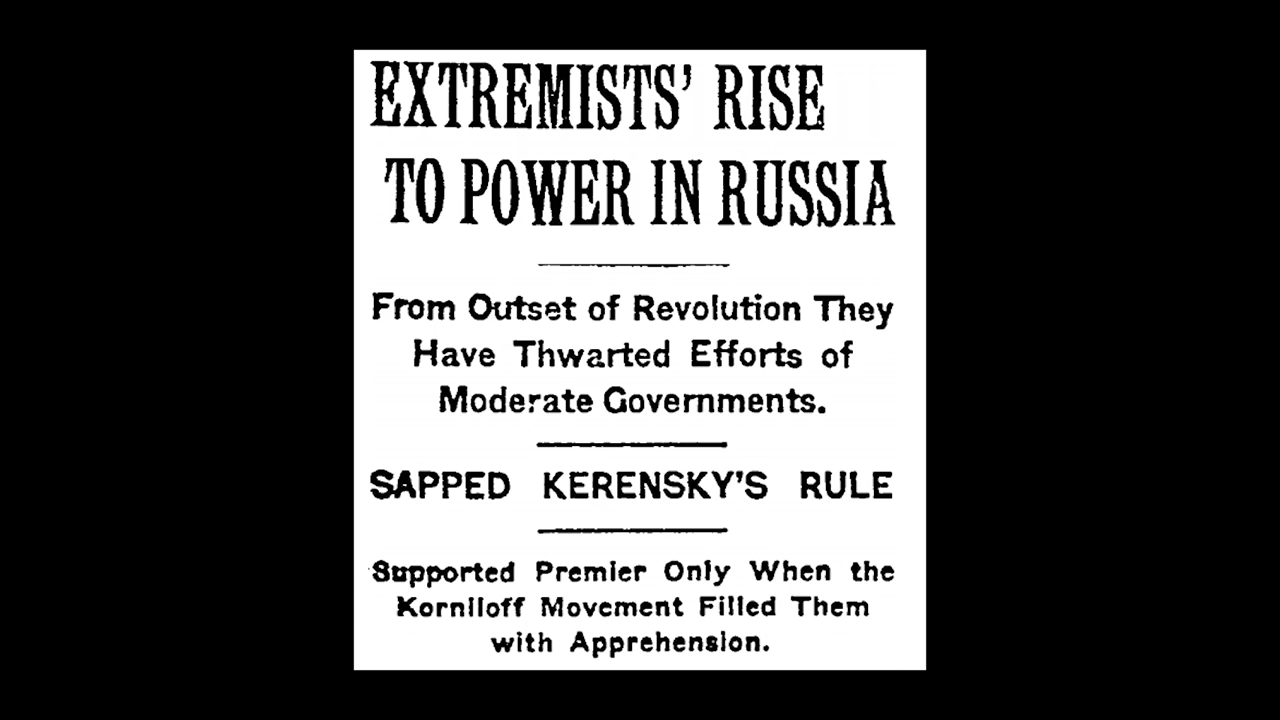 EXTREMISTS' RISE
TO POWER IN RUSSIA
From Outset of Revolution They
Have Thwarted Efforts of
Moderate Governments.
SAPPED KERENSKY'S RULE
Supported Premier Only When the
Korniloff Movement Filled Them
with Apprehension.